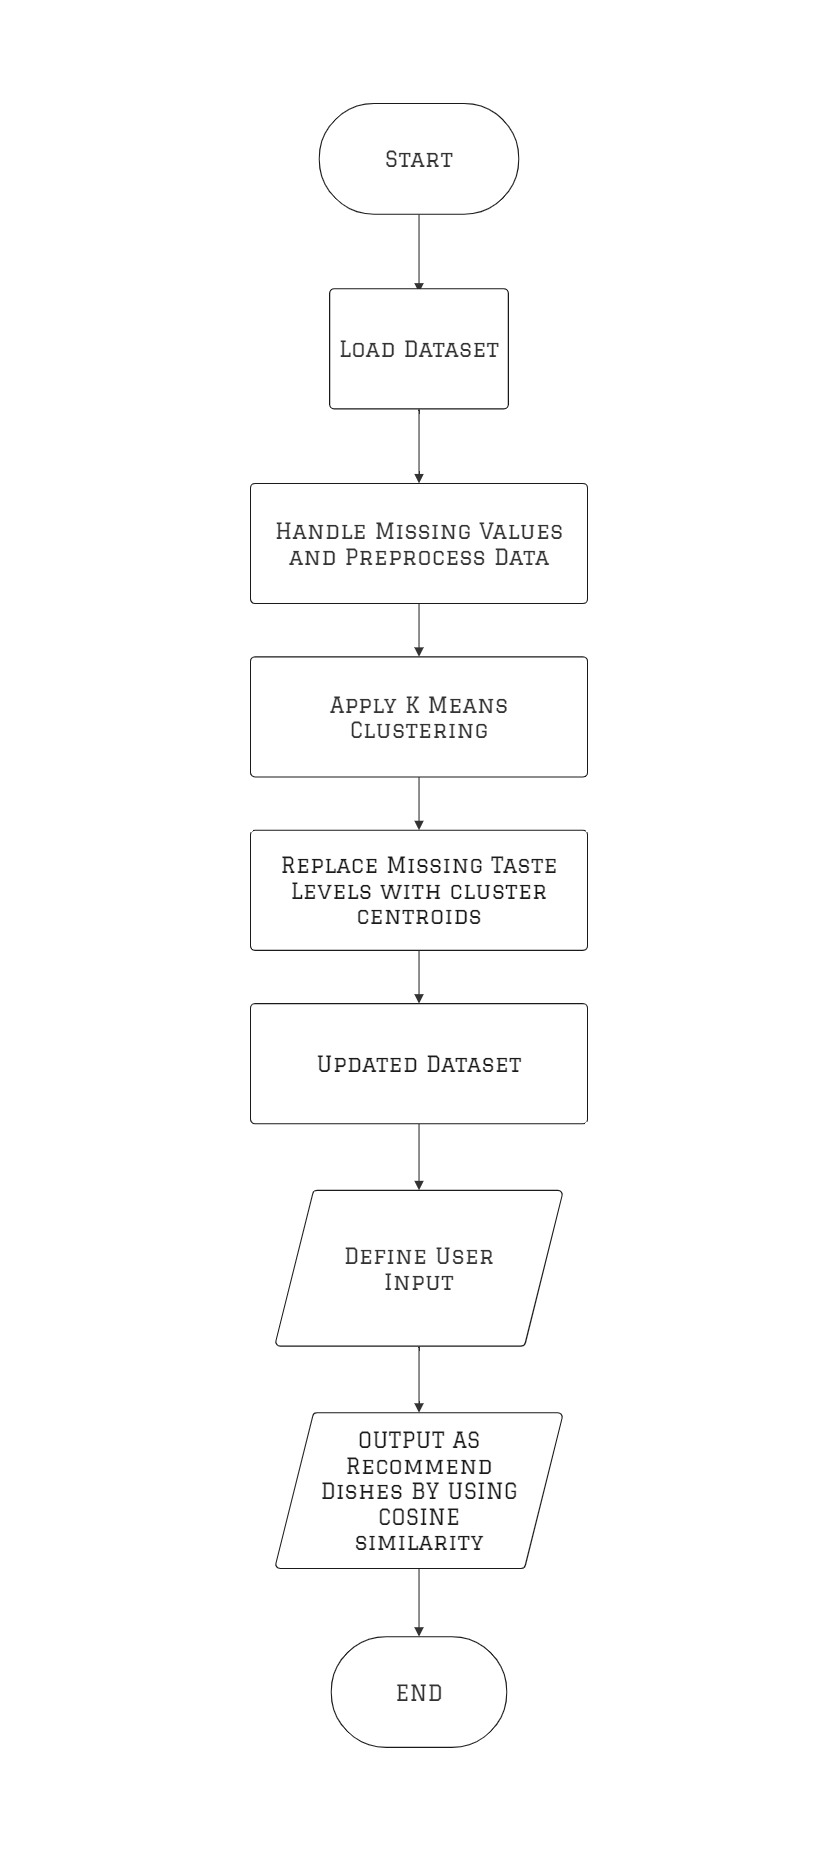 Start
Load Dataset
Handle Missing Values
and Preprocess Data
Apply K Means
Clustering
Replace Missing Taste
Levels with cluster
centroids
Updated Dataset
Define User
Input
OUTPUT AS
Recommend
Dishes BY USING
COSINE
similarity
END